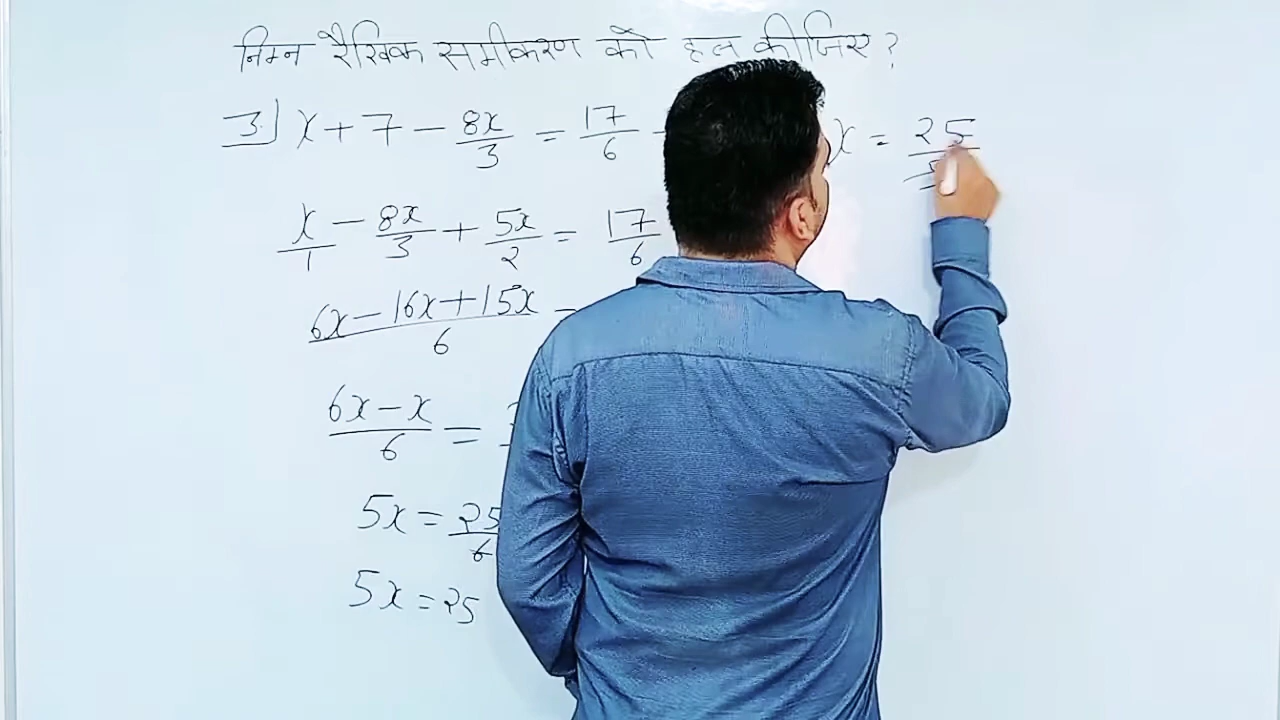 निम्न रैखिक समीकरण को हल कीजिए ?
3) x + 7 - 8x/3 = 17/6 -
x/1 - 8x/3 + 5x/2 = 17/6
6x - 16x + 15x/6 =
6x - x/6 =
5x = 25/6
5x = 25
x = 25/5